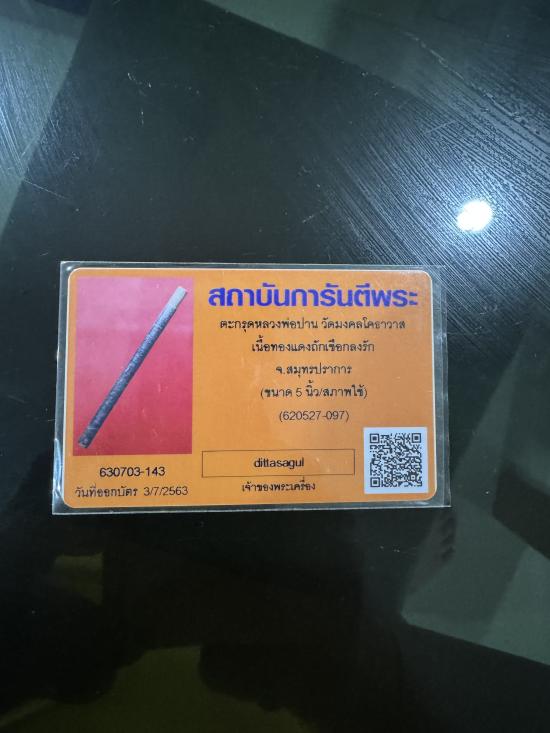 สถาบันการันตีพระ
ตะกรุดหลวงพ่อปาน วัดมงคลโคธาวาส
เนื้อทองแดงถักเชือกลงรัก
จ.สมุทรปราการ
(ขนาด 5 นิ้ว/สภาพใช้)
(620527-097)
dittasagul
เจ้าของพระเครื่อง
630703-143
วันที่ออกบัตร 3/7/2563